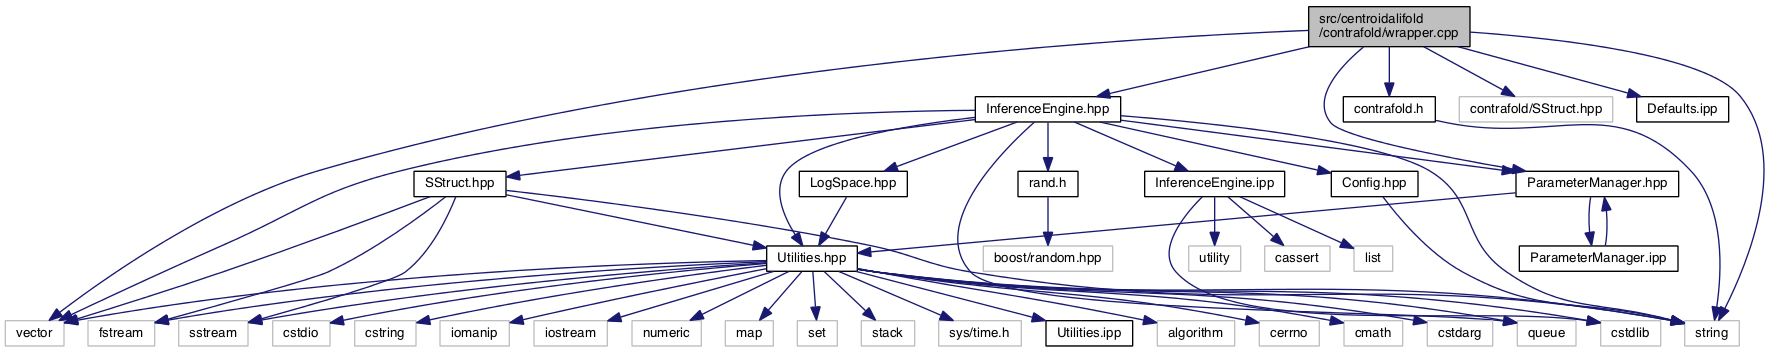 src/centroidalifold
/contrafold/wrapper.cpp
InferenceEngine.hpp
contrafold.h
contrafold/SStruct.hpp
Defaults.ipp
SStruct.hpp
LogSpace.hpp
rand.h
InferenceEngine.ipp
Config.hpp
ParameterManager.hpp
Utilities.hpp
boost/random.hpp
utility
cassert
list
ParameterManager.ipp
vector
fstream
sstream
cstdio
cstring
iomanip
iostream
numeric
map
set
stack
sys/time.h
Utilities.ipp
algorithm
cerrno
cmath
cstdarg
queue
cstdlib
string